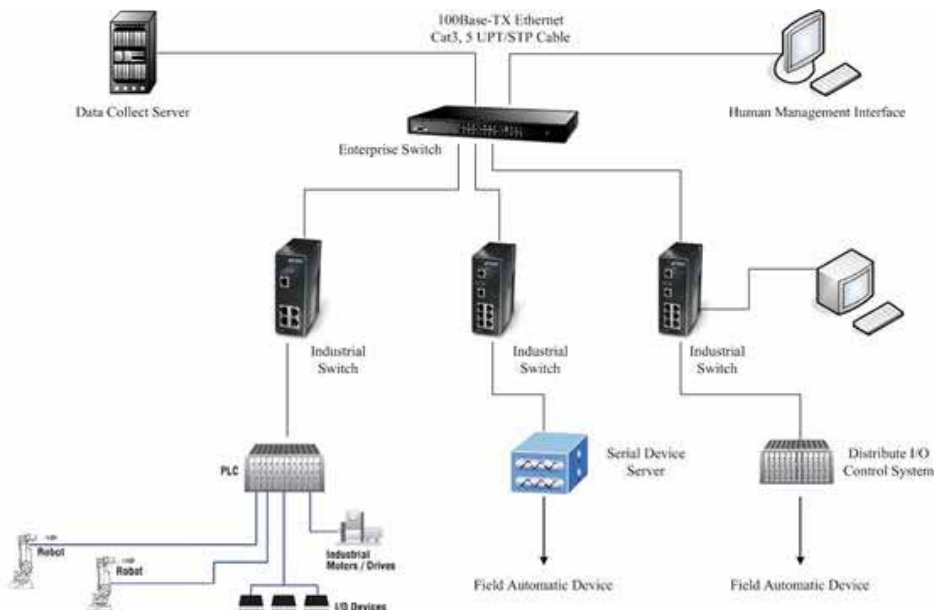 100Base-TX Ethernet
Cat3, 5 UPT/STP Cable
Data Collect Server
Human Management Interface
Enterprise Switch
Industrial
Switch
Industrial
Switch
Industrial
Switch
PLC
Serial Device
Server
Distribute I/O
Control System
Robot
Robot
Industrial
Motors / Drives
I/O Devices
Field Automatic Device
Field Automatic Device